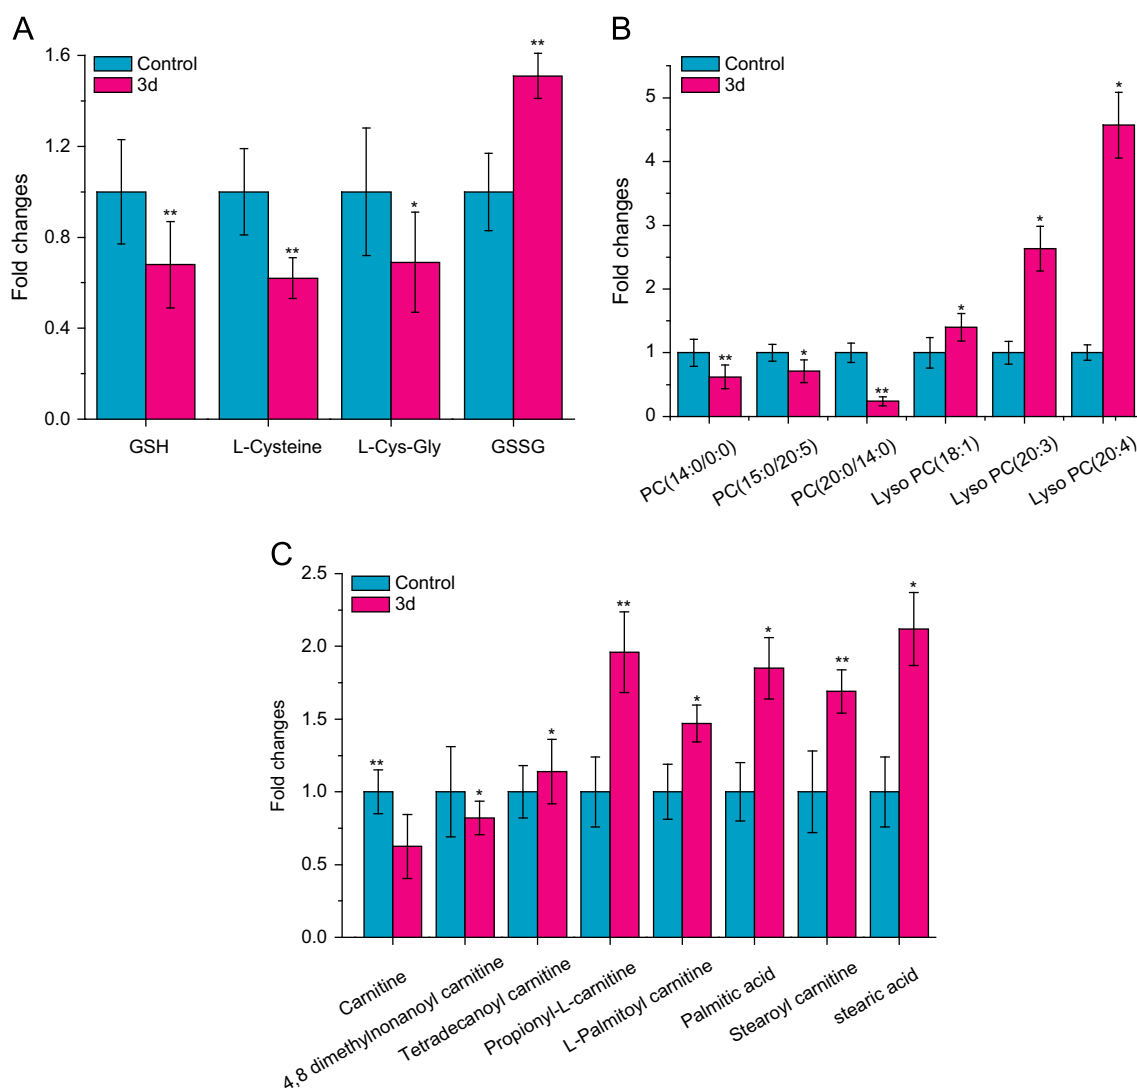 A
Control
3d
Fold changes
1.6
1.2
0.8
0.4
0.0
**
**
*
**
GSH
L-Cysteine
L-Cys-Gly
GSSG
B
Control
3d
Fold changes
5
4
3
2
1
0
**
*
**
*
*
*
PC(14:0/0:0)
PC(15:0/20:5)
PC(20:0/14:0)
Lyso PC(18:1)
Lyso PC(20:3)
Lyso PC(20:4)
C
Control
3d
Fold changes
2.5
2.0
1.5
1.0
0.5
0.0
**
*
*
**
*
*
**
*
Carnitine
4,8 dimethylnonanoyl carnitine
Tetradecanoyl carnitine
Propionyl-L-carnitine
L-Palmitoyl carnitine
Palmitic acid
Stearoyl carnitine
stearic acid